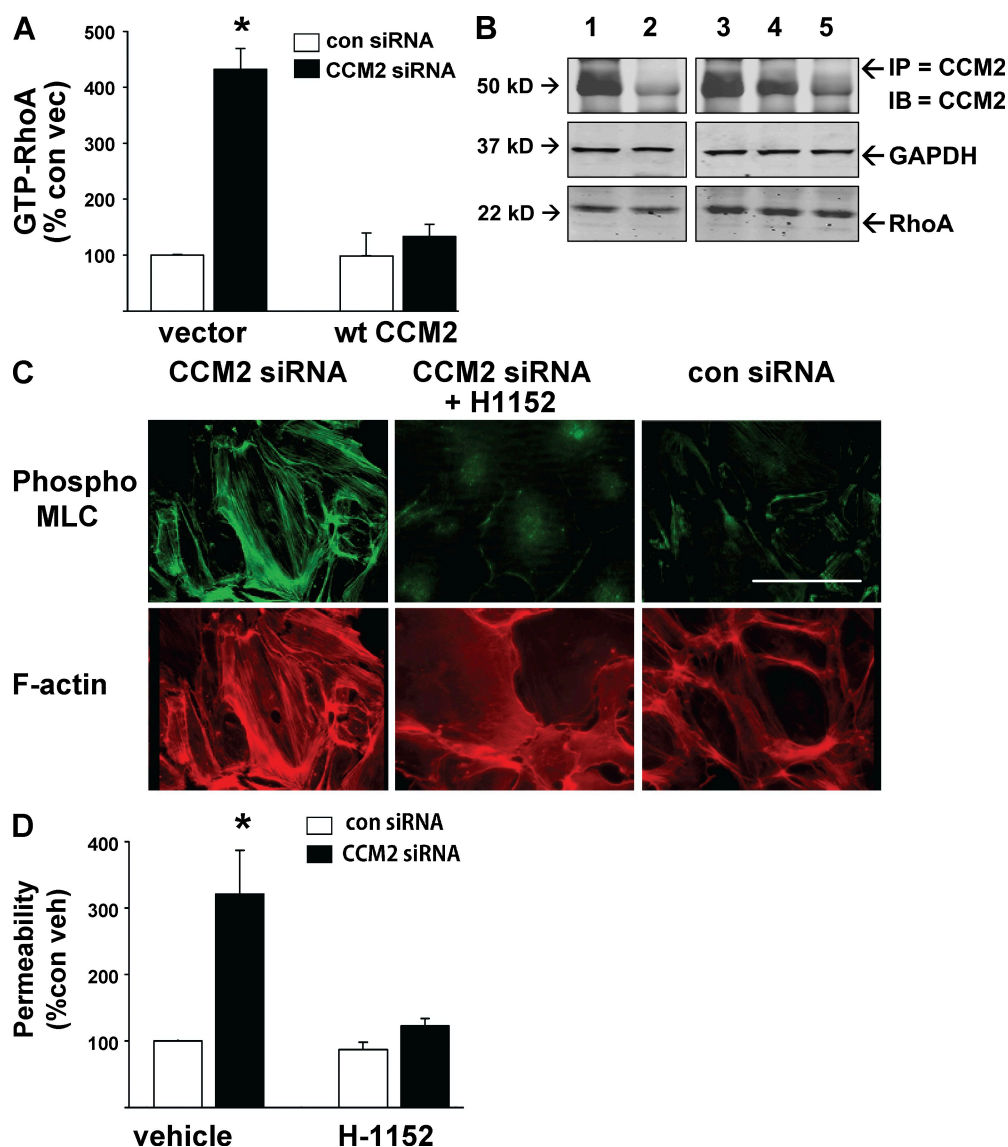 A
GTP-RhoA
(% con vec)
500
400
300
200
100
*
con siRNA
CCM2 siRNA
vector
wt CCM2
B
1 2 3 4 5
50 kD →
← IP = CCM2
IB = CCM2
37 kD →
← GAPDH
22 kD →
← RhoA
C
CCM2 siRNA
CCM2 siRNA
+ H1152
con siRNA
Phospho
MLC
F-actin
D
Permeability
(%con veh)
400
300
200
100
*
con siRNA
CCM2 siRNA
vehicle
H-1152